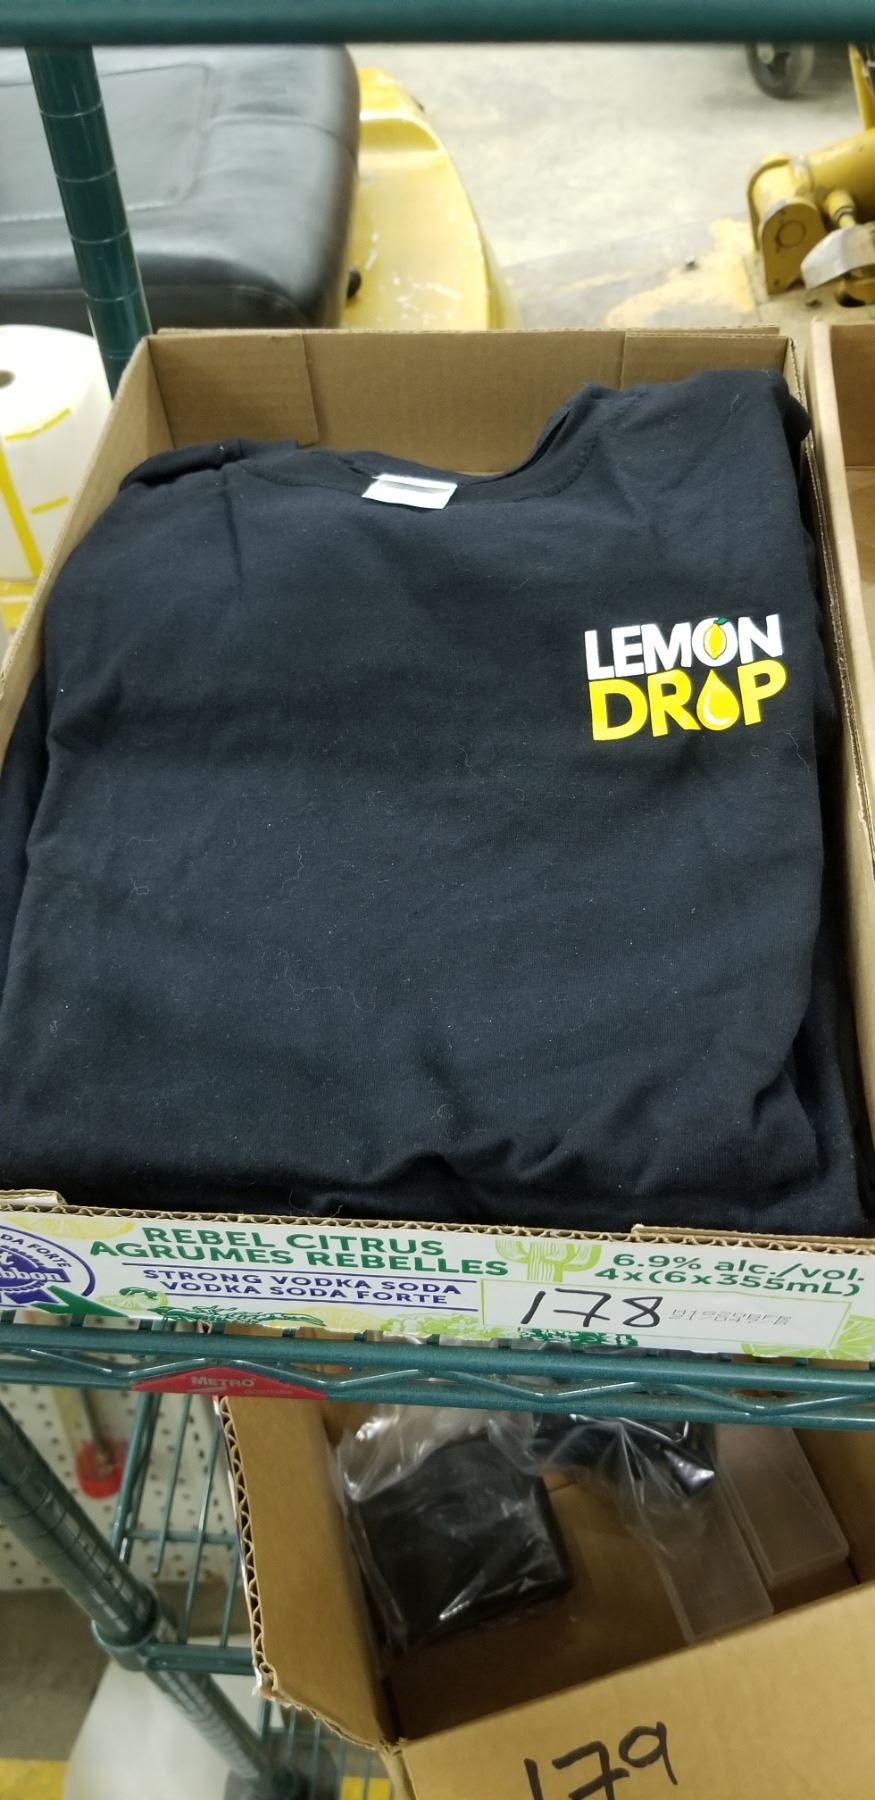 LEMON
DROP
REBEL CITRUS
AGRUMES REBELLES
STRONG VODKA SODA
VODKA SODA FORTE
6.9% alc./vol.
4x(6x355mL)
178
METRO
179